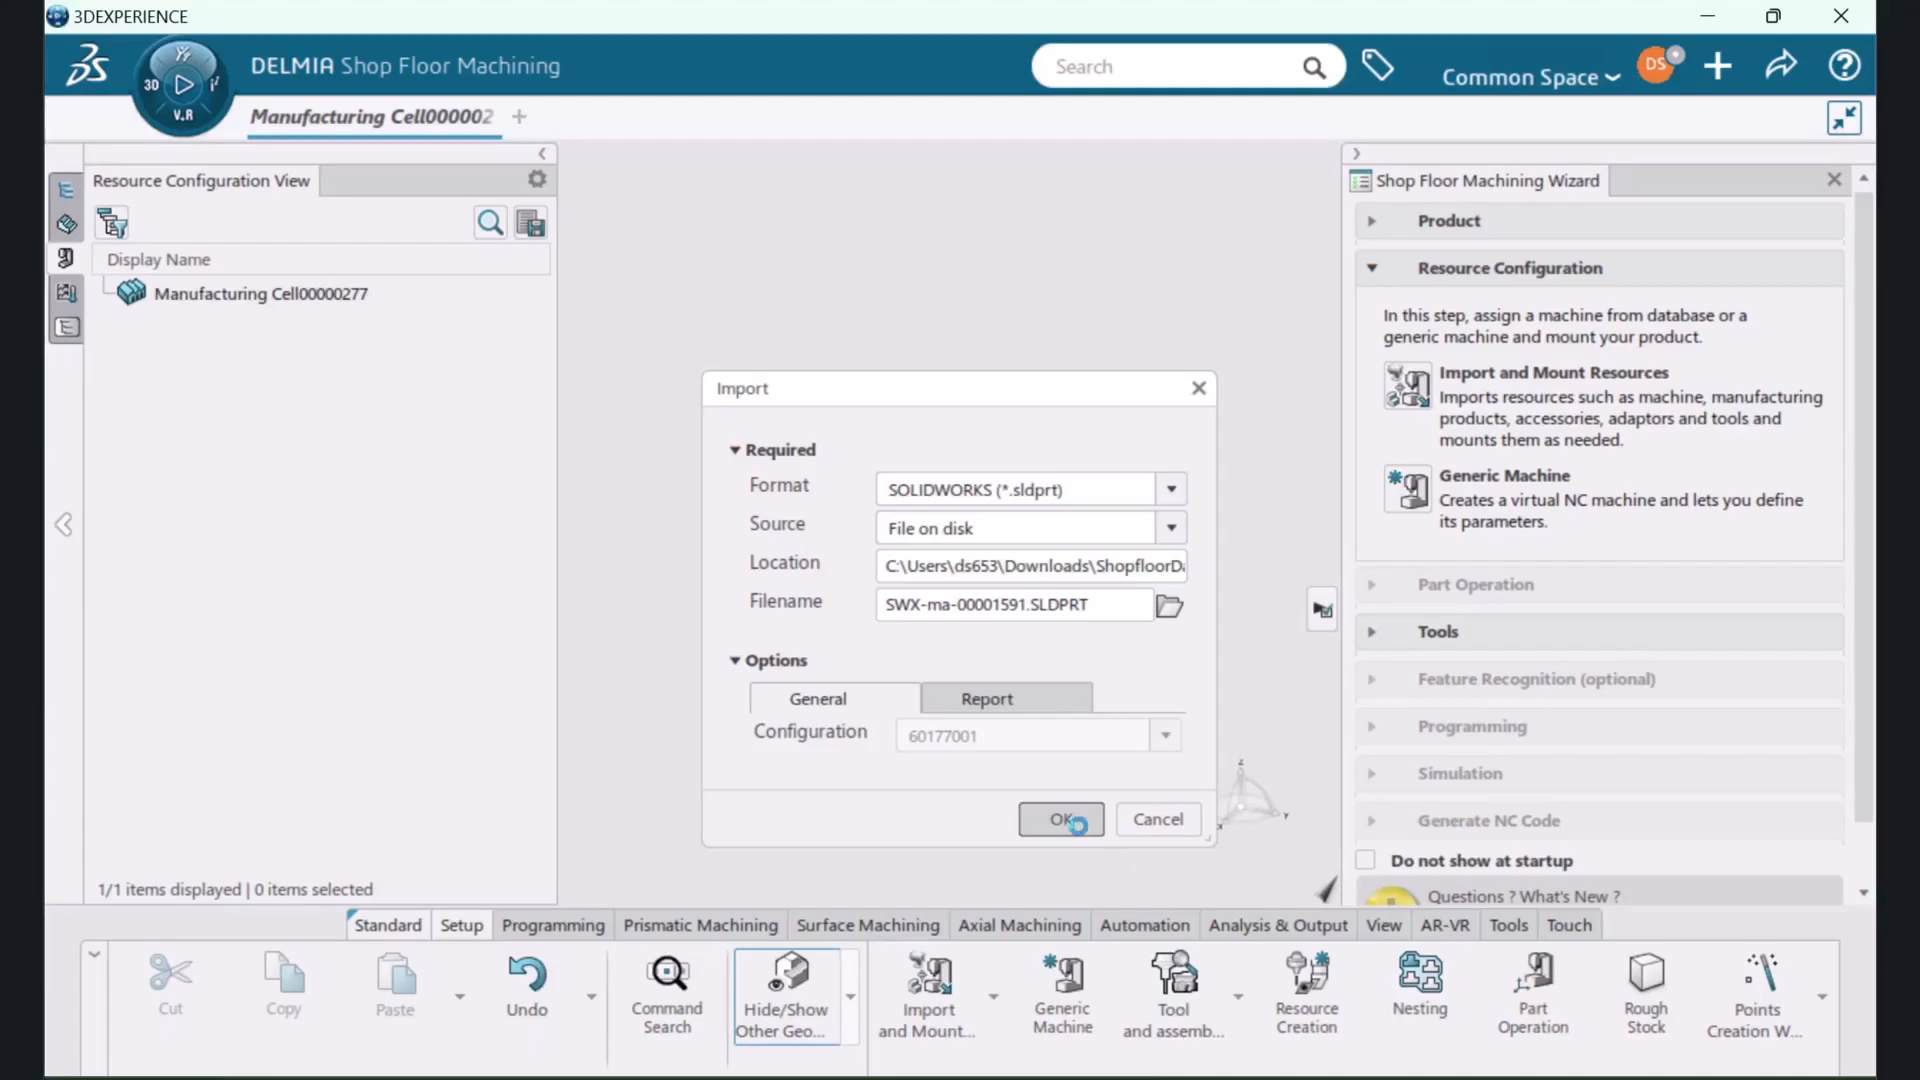 3DEXPERIENCE
DELMIA Shop Floor Machining
Search
Common Space
DS
3D
V.R
Manufacturing Cell000002
Resource Configuration View
Display Name
Manufacturing Cell00000277
1/1 items displayed | 0 items selected
Import
Required
Format
SOLIDWORKS (*.sldprt)
Source
File on disk
Location
C:\Users\ds653\Downloads\ShopfloorDa
Filename
SWX-ma-00001591.SLDPRT
Options
General
Report
Configuration
60177001
OK
Cancel
Z
Y
X
Shop Floor Machining Wizard
Product
Resource Configuration
In this step, assign a machine from database or a
generic machine and mount your product.
Import and Mount Resources
Imports resources such as machine, manufacturing
products, accessories, adaptors and tools and
mounts them as needed.
Generic Machine
Creates a virtual NC machine and lets you define
its parameters.
Part Operation
Tools
Feature Recognition (optional)
Programming
Simulation
Generate NC Code
Do not show at startup
Questions ? What's New ?
Standard
Setup
Programming
Prismatic Machining
Surface Machining
Axial Machining
Automation
Analysis & Output
View
AR-VR
Tools
Touch
Cut
Copy
Paste
Undo
Command
Search
Hide/Show
Other Geo...
Import
and Mount...
Generic
Machine
Tool
and assemb...
Resource
Creation
Nesting
Part
Operation
Rough
Stock
Points
Creation W...